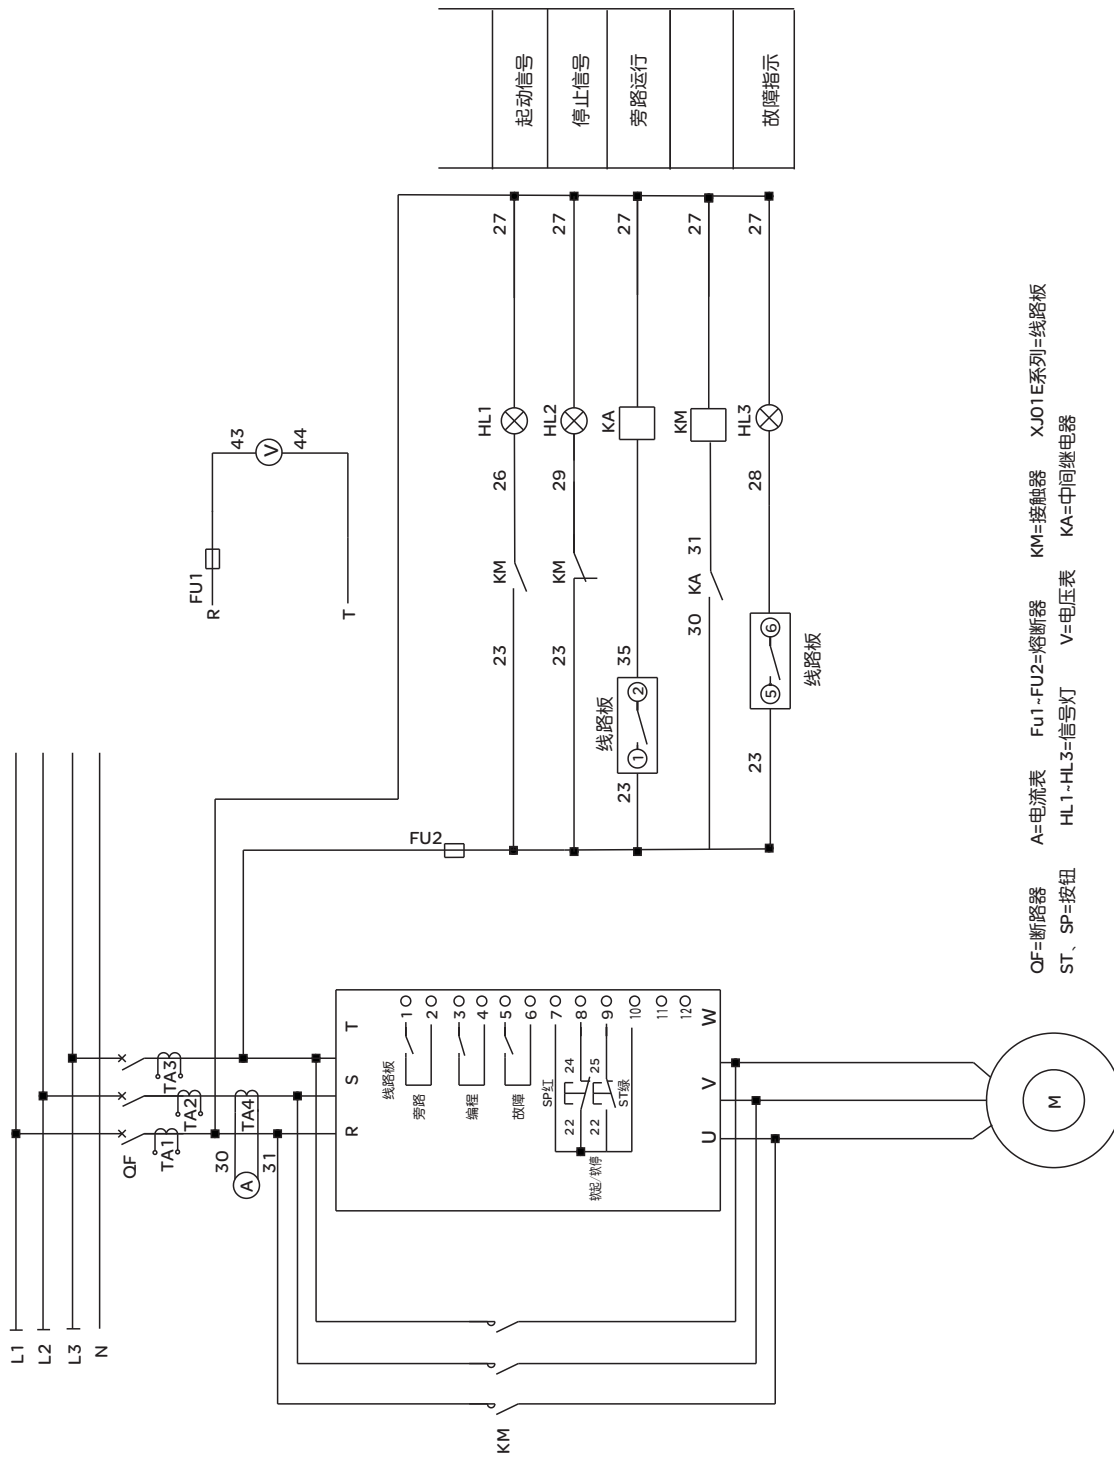 L1
L2
L3
N
QF
TA1
TA2
TA3
30
31
A
TA4
R
S
T
FU1
R
43
V
44
T
FU2
线路板
旁路
编程
故障
1
2
3
4
5
6
7
8
9
10
11
12
SP红
22
24
22
25
ST绿
软起/软停
U
V
W
KM
M
23
KM
26
HL1
27
起动信号
23
KM
29
HL2
27
停止信号
23
线路板
1
2
35
KA
27
旁路运行
30
KA
31
KM
27
23
5
6
线路板
28
HL3
27
故障指示
QF=断路器 A=电流表 Fu1~FU2=熔断器 KM=接触器 XJ01E系列=线路板
ST、SP=按钮 HL1~HL3=信号灯 V=电压表 KA=中间继电器